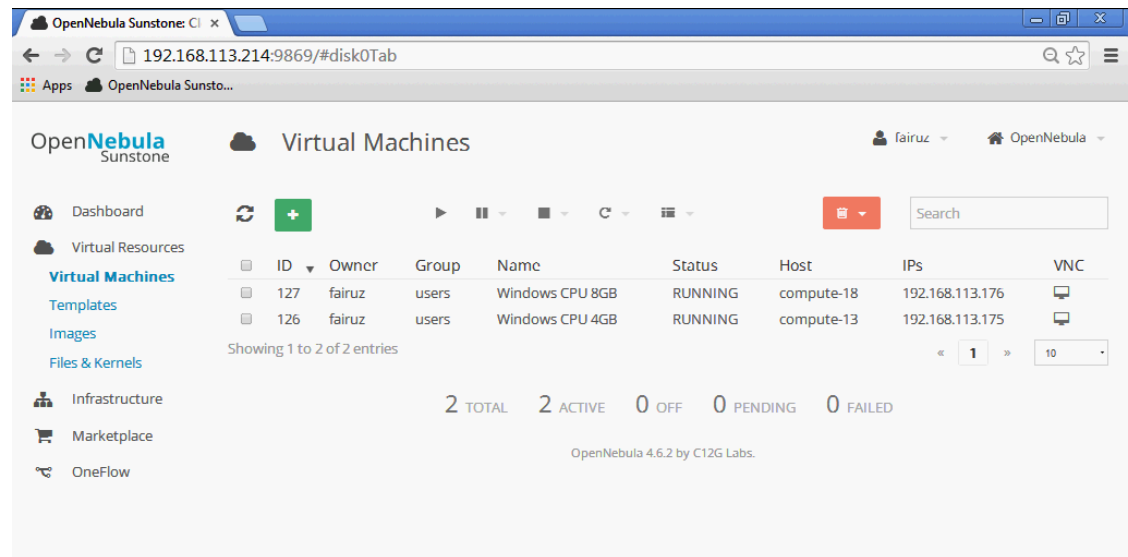 OpenNebula Sunstone: Cl
192.168.113.214:9869/#disk0Tab
Apps OpenNebula Sunsto...
OpenNebula Sunstone
Virtual Machines
fairuz
OpenNebula
Dashboard
Search
Virtual Resources
Virtual Machines
Templates
Images
Files & Kernels
Infrastructure
Marketplace
OneFlow
ID Owner Group Name Status Host IPs VNC
127 fairuz users Windows CPU 8GB RUNNING compute-18 192.168.113.176
126 fairuz users Windows CPU 4GB RUNNING compute-13 192.168.113.175
Showing 1 to 2 of 2 entries
« 1 » 10
2 TOTAL 2 ACTIVE 0 OFF 0 PENDING 0 FAILED
OpenNebula 4.6.2 by C12G Labs.